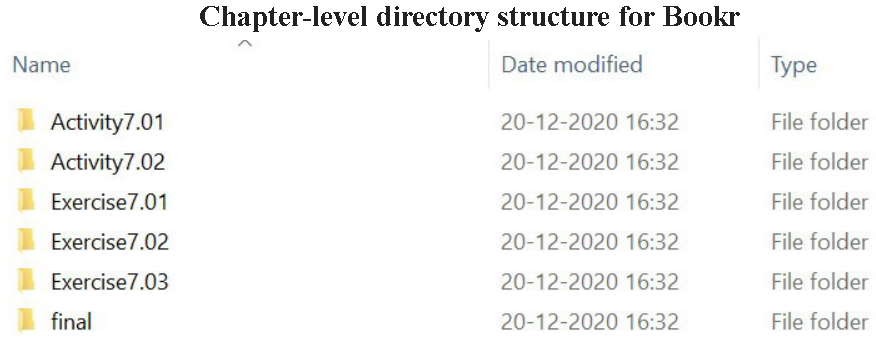 Chapter-level directory structure for Bookr
Name Date modified Type
Activity7.01 20-12-2020 16:32 File folder
Activity7.02 20-12-2020 16:32 File folder
Exercise7.01 20-12-2020 16:32 File folder
Exercise7.02 20-12-2020 16:32 File folder
Exercise7.03 20-12-2020 16:32 File folder
final 20-12-2020 16:32 File folder